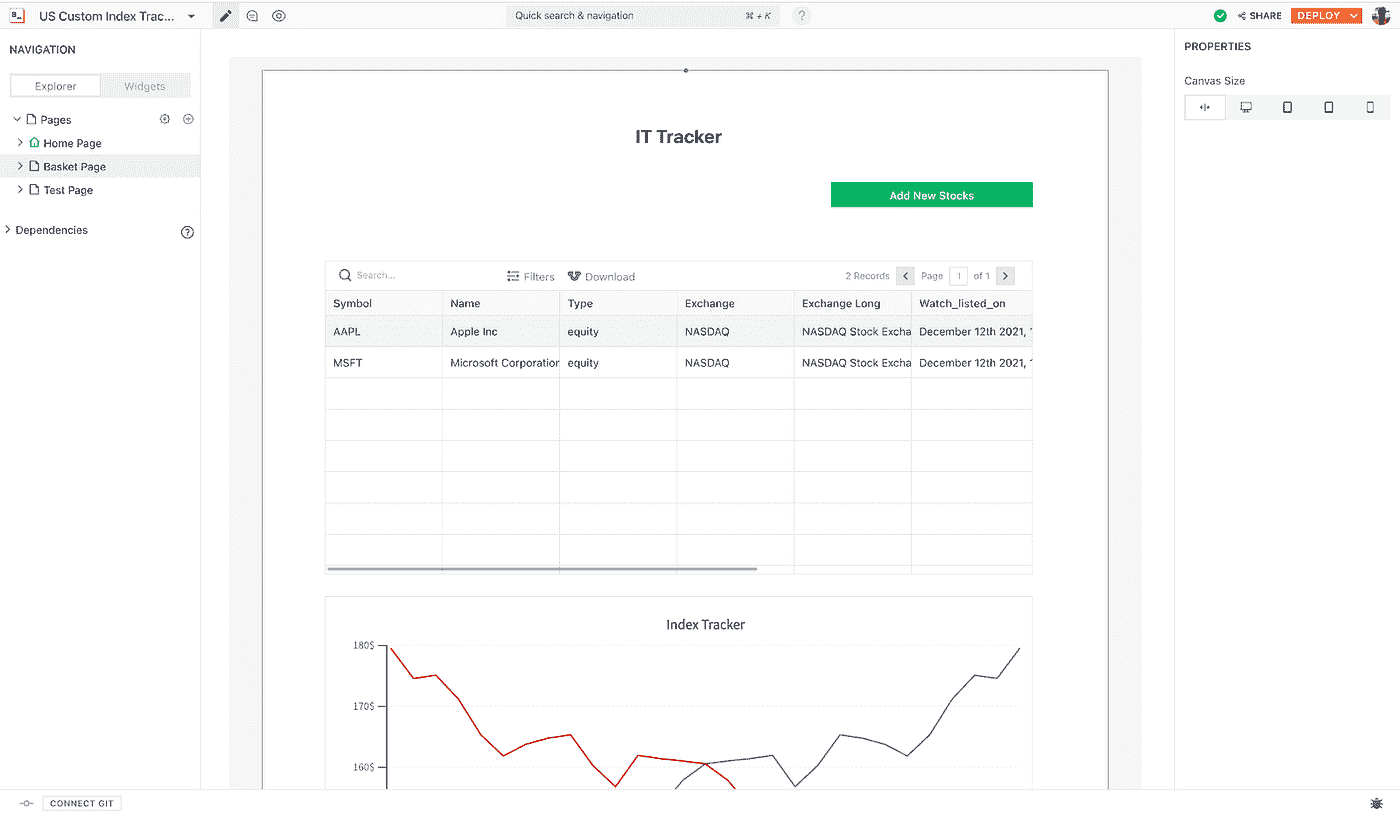 US Custom Index Trac...
Quick search & navigation
⌘ + K
?
SHARE
DEPLOY
NAVIGATION
Explorer
Widgets
Pages
Home Page
Basket Page
Test Page
Dependencies
?
PROPERTIES
Canvas Size
IT Tracker
Add New Stocks
Search...
Filters
Download
2 Records
Page
1
of 1
Symbol Name Type Exchange Exchange Long Watch_listed_on
AAPL Apple Inc equity NASDAQ NASDAQ Stock Excha December 12th 2021,
MSFT Microsoft Corporation equity NASDAQ NASDAQ Stock Excha December 12th 2021,
Index Tracker
180$
170$
160$
CONNECT GIT